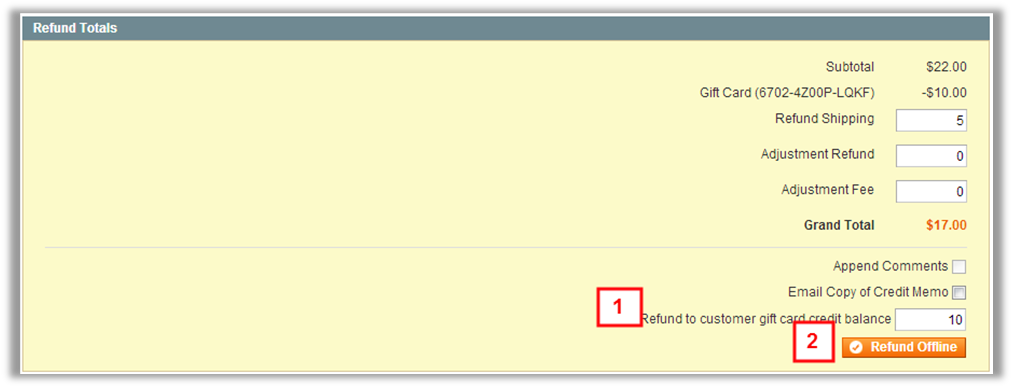 Refund Totals
Subtotal $22.00
Gift Card (6702-4Z00P-LQKF) -$10.00
Refund Shipping 5
Adjustment Refund 0
Adjustment Fee 0
Grand Total $17.00
Append Comments
Email Copy of Credit Memo
1 Refund to customer gift card credit balance 10
2 Refund Offline